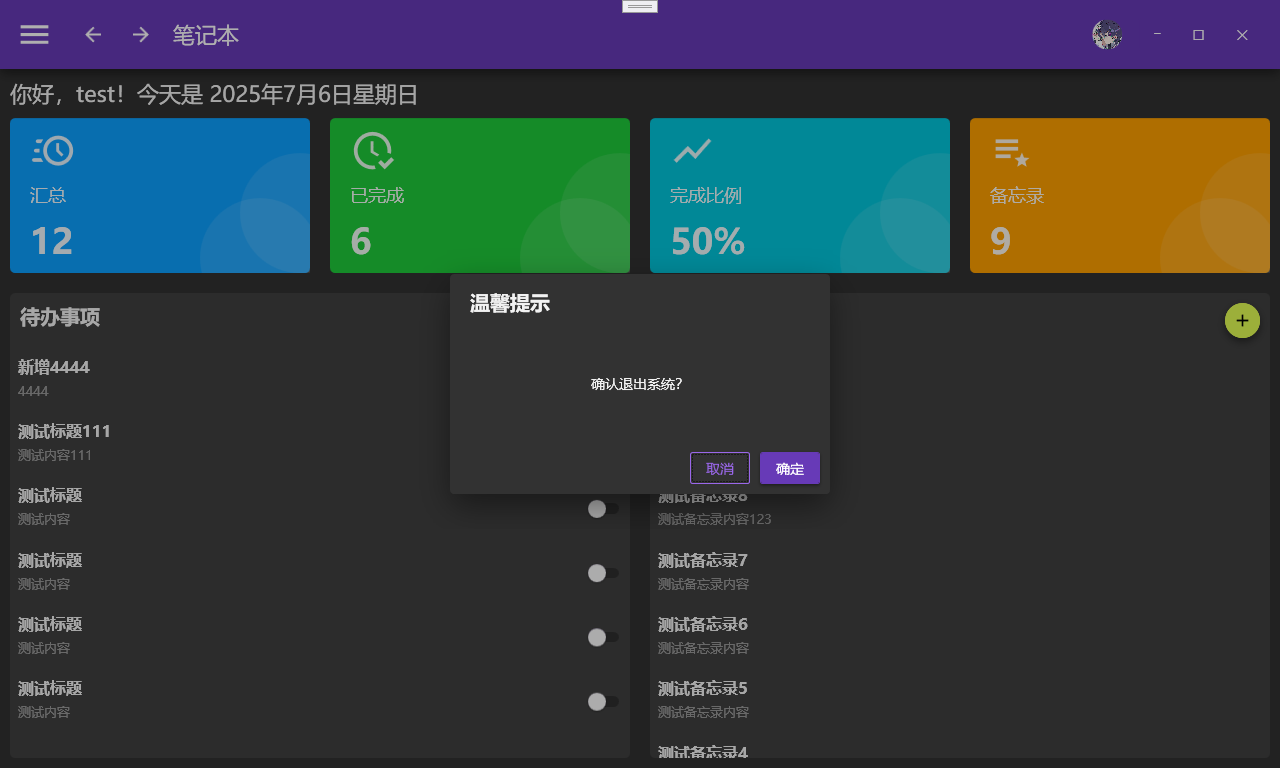 笔记本
你好，test！今天是 2025年7月6日星期日
汇总
12
已完成
6
完成比例
50%
备忘录
9
待办事项
新增4444
4444
测试标题111
测试内容111
测试标题
测试内容
测试标题
测试内容
测试标题
测试内容
测试标题
测试内容
温馨提示
确认退出系统?
取消
确定
测试备忘录8
测试备忘录内容123
测试备忘录7
测试备忘录内容
测试备忘录6
测试备忘录内容
测试备忘录5
测试备忘录内容
测试备忘录4